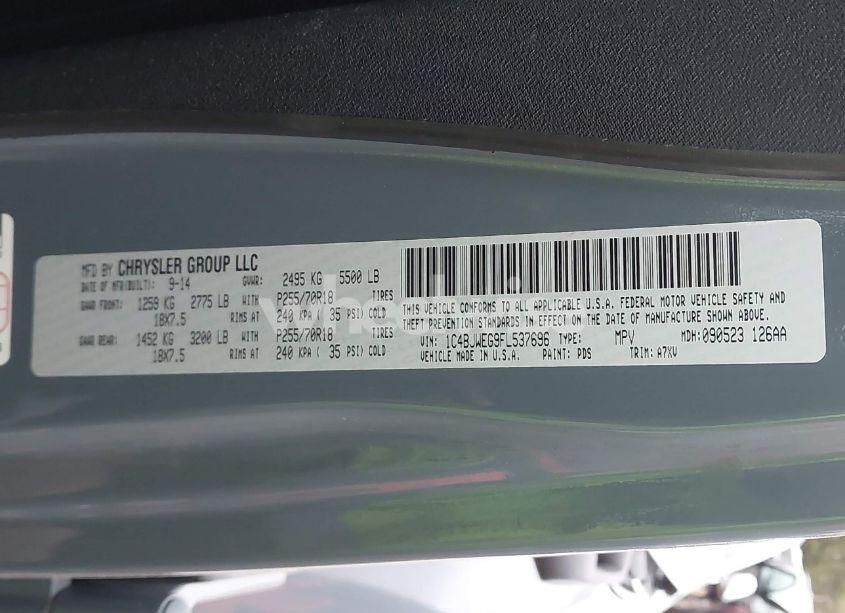 MFD BY CHRYSLER GROUP LLC
DATE OF MFR(BUILT): 9-14 GVWR: 2495 KG 5500 LB
GAWR FRONT: 1259 KG 2775 LB WITH P255/70R18 TIRES
18X7.5 RIMS AT 240 KPA ( 35 PSI) COLD
GAWR REAR: 1452 KG 3200 LB WITH P255/70R18 TIRES
18X7.5 RIMS AT 240 KPA ( 35 PSI) COLD
THIS VEHICLE CONFORMS TO ALL APPLICABLE U.S.A. FEDERAL MOTOR VEHICLE SAFETY AND
THEFT PREVENTION STANDARDS IN EFFECT ON THE DATE OF MANUFACTURE SHOWN ABOVE.
VIN: 1C4BJWEG9FL537696 TYPE: MPV MDH: 090523 126AA
VEHICLE MADE IN U.S.A. PAINT: PDS TRIM: A7XV